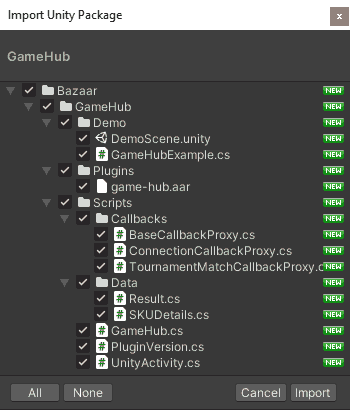 Import Unity Package x
GameHub
Bazaar NEW
GameHub NEW
Demo NEW
DemoScene.unity NEW
# GameHubExample.cs NEW
Plugins NEW
game-hub.aar NEW
Scripts NEW
Callbacks NEW
# BaseCallbackProxy.cs NEW
# ConnectionCallbackProxy.cs NEW
# TournamentMatchCallbackProxy.c NEW
Data NEW
# Result.cs NEW
# SKUDetails.cs NEW
# GameHub.cs NEW
# PluginVersion.cs NEW
# UnityActivity.cs NEW
All None Cancel Import